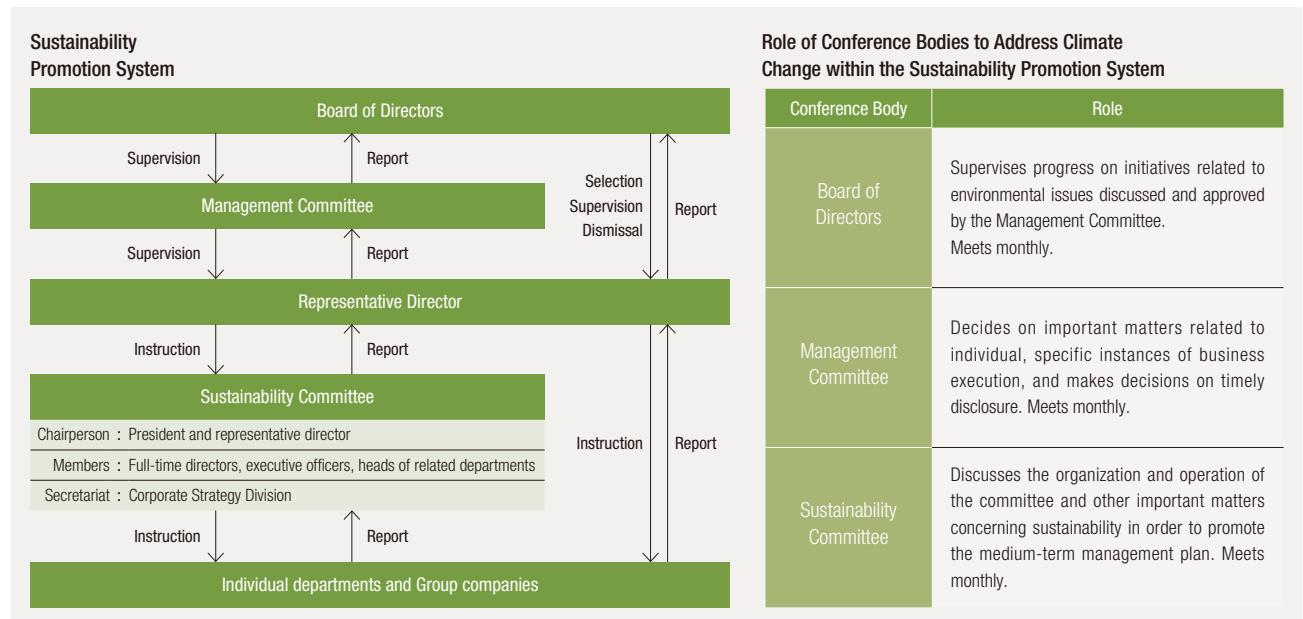 Sustainability
Promotion System
Board of Directors
Supervision
Report
Management Committee
Supervision
Report
Selection
Supervision
Dismissal
Report
Representative Director
Instruction
Report
Sustainability Committee
Chairperson : President and representative director
Members : Full-time directors, executive officers, heads of related departments
Secretariat : Corporate Strategy Division
Instruction
Report
Instruction
Report
Individual departments and Group companies
Role of Conference Bodies to Address Climate
Change within the Sustainability Promotion System
Conference Body
Role
Board of
Directors
Supervises progress on initiatives related to
environmental issues discussed and approved
by the Management Committee.
Meets monthly.
Management
Committee
Decides on important matters related to
individual, specific instances of business
execution, and makes decisions on timely
disclosure. Meets monthly.
Sustainability
Committee
Discusses the organization and operation of
the committee and other important matters
concerning sustainability in order to promote
the medium-term management plan. Meets
monthly.